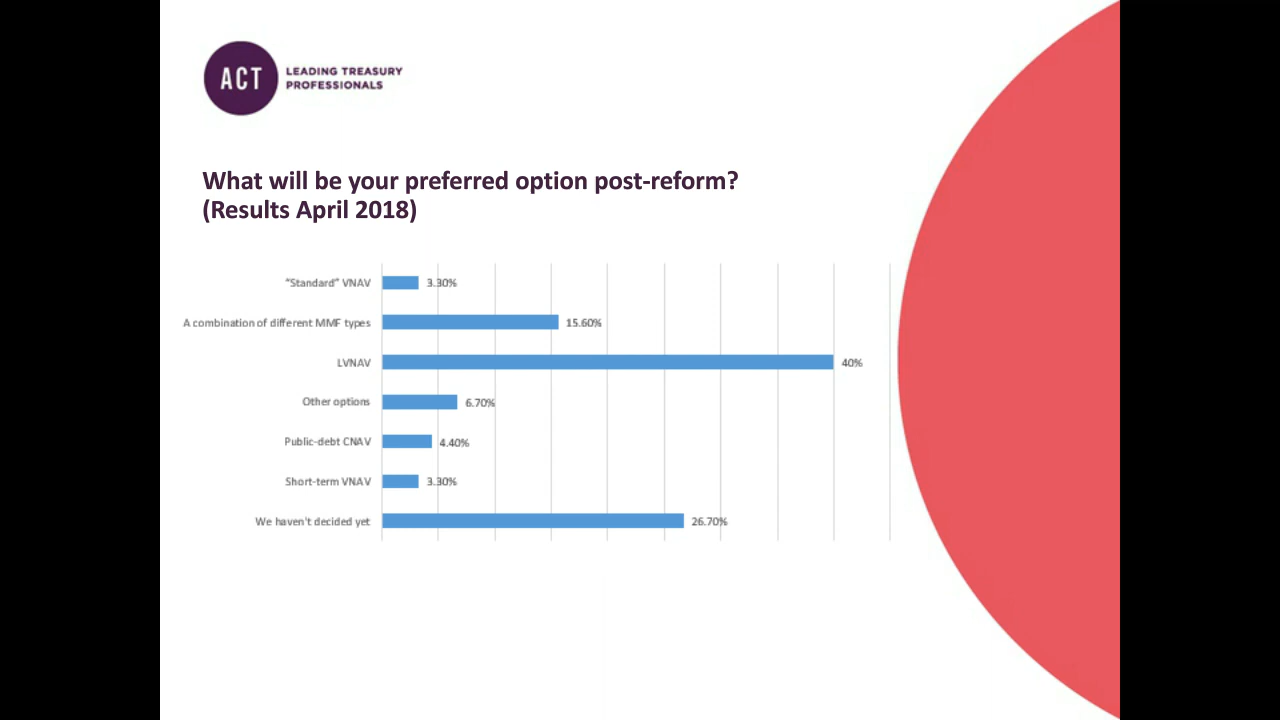 ACT
LEADING TREASURY
PROFESSIONALS
What will be your preferred option post-reform?
(Results April 2018)
“Standard” VNAV 3.30%
A combination of different MMF types 15.60%
LVNAV 40%
Other options 6.70%
Public-debt CNAV 4.40%
Short-term VNAV 3.30%
We haven't decided yet 26.70%